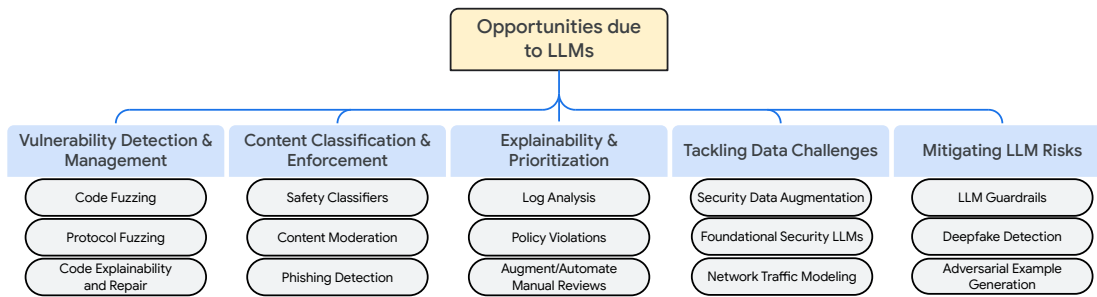 Opportunities due
to LLMs
Vulnerability Detection &
Management
Code Fuzzing
Protocol Fuzzing
Code Explainability
and Repair
Content Classification &
Enforcement
Safety Classifiers
Content Moderation
Phishing Detection
Explainability &
Prioritization
Log Analysis
Policy Violations
Augment/Automate
Manual Reviews
Tackling Data Challenges
Security Data Augmentation
Foundational Security LLMs
Network Traffic Modeling
Mitigating LLM Risks
LLM Guardrails
Deepfake Detection
Adversarial Example
Generation